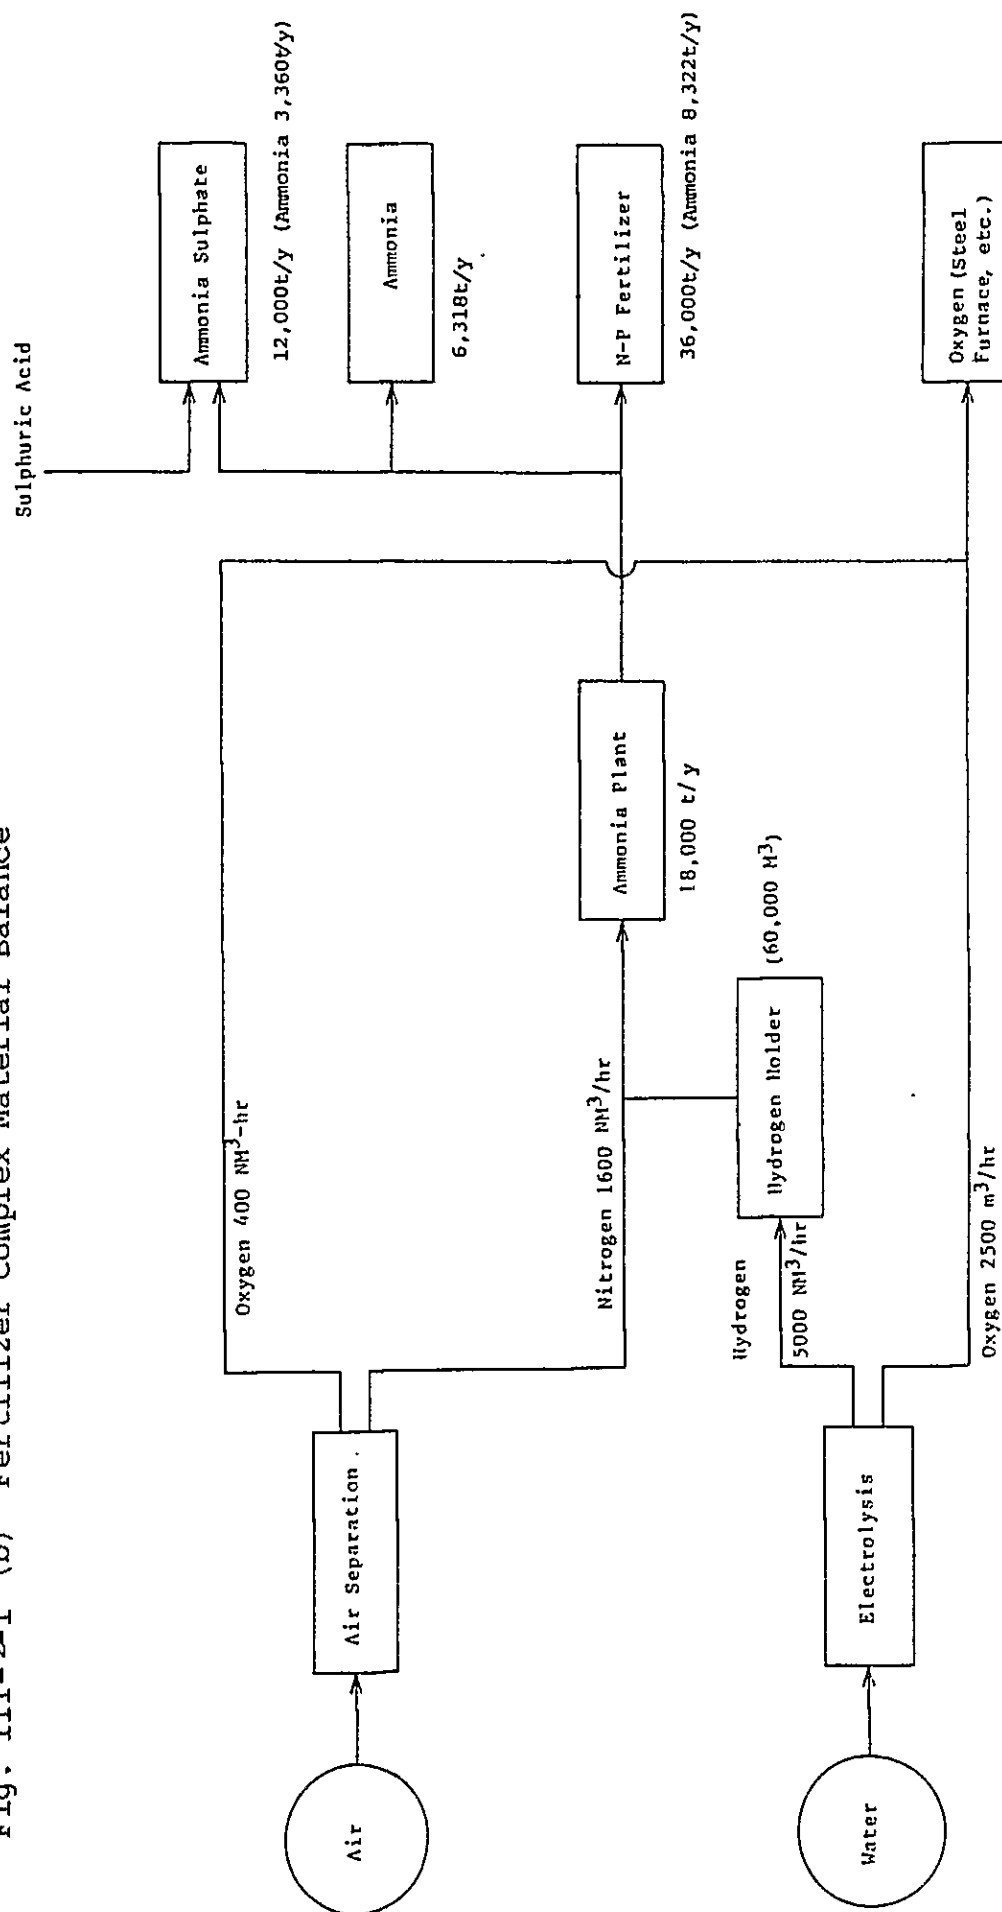 Fig. III-2-1 (b) Fertilizer Complex Material Balance
Sulphuric Acid
Ammonia Sulphate
12,000t/y (Ammonia 3,360t/y)
Ammonia
6,318t/y
N-P Fertilizer
36,000t/y (Ammonia 8,322t/y)
Oxygen (Steel
Furnace, etc.)
Oxygen 400 NM³-hr
Nitrogen 1600 NM³/hr
Ammonia Plant
18,000 t/y
Hydrogen Holder
(60,000 M³)
Hydrogen
5000 NM³/hr
Oxygen 2500 m³/hr
Air Separation
Electrolysis
Air
Water